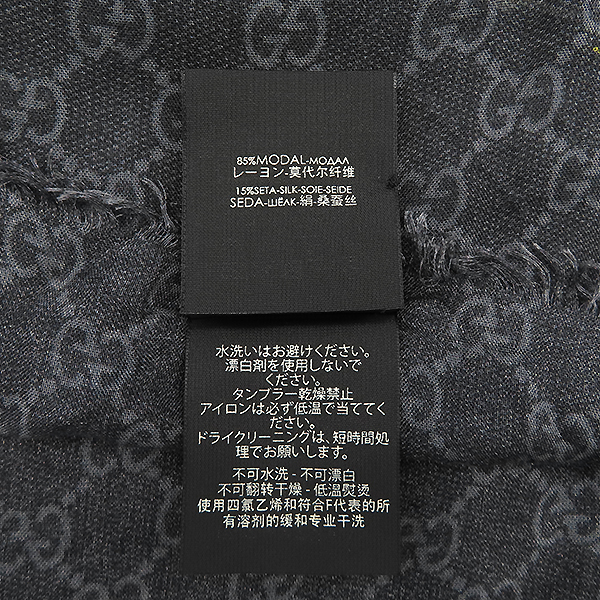 85%MODAL-МОДАЛ
レーヨン-莫代尔纤维
15%SETA-SILK-SOIE-SEIDE
SEDA-ШЁЛК-絹-桑蚕丝
水洗いはお避けください。
漂白剤を使用しないで
ください。
タンブラー乾燥禁止
アイロンは必ず低温で当ててく
ださい。
ドライクリーニングは、短時間処
理でお願いします。
不可水洗 - 不可漂白
不可翻转干燥 - 低温熨烫
使用四氯乙烯和符合F代表的所
有溶剂的缓和专业干洗